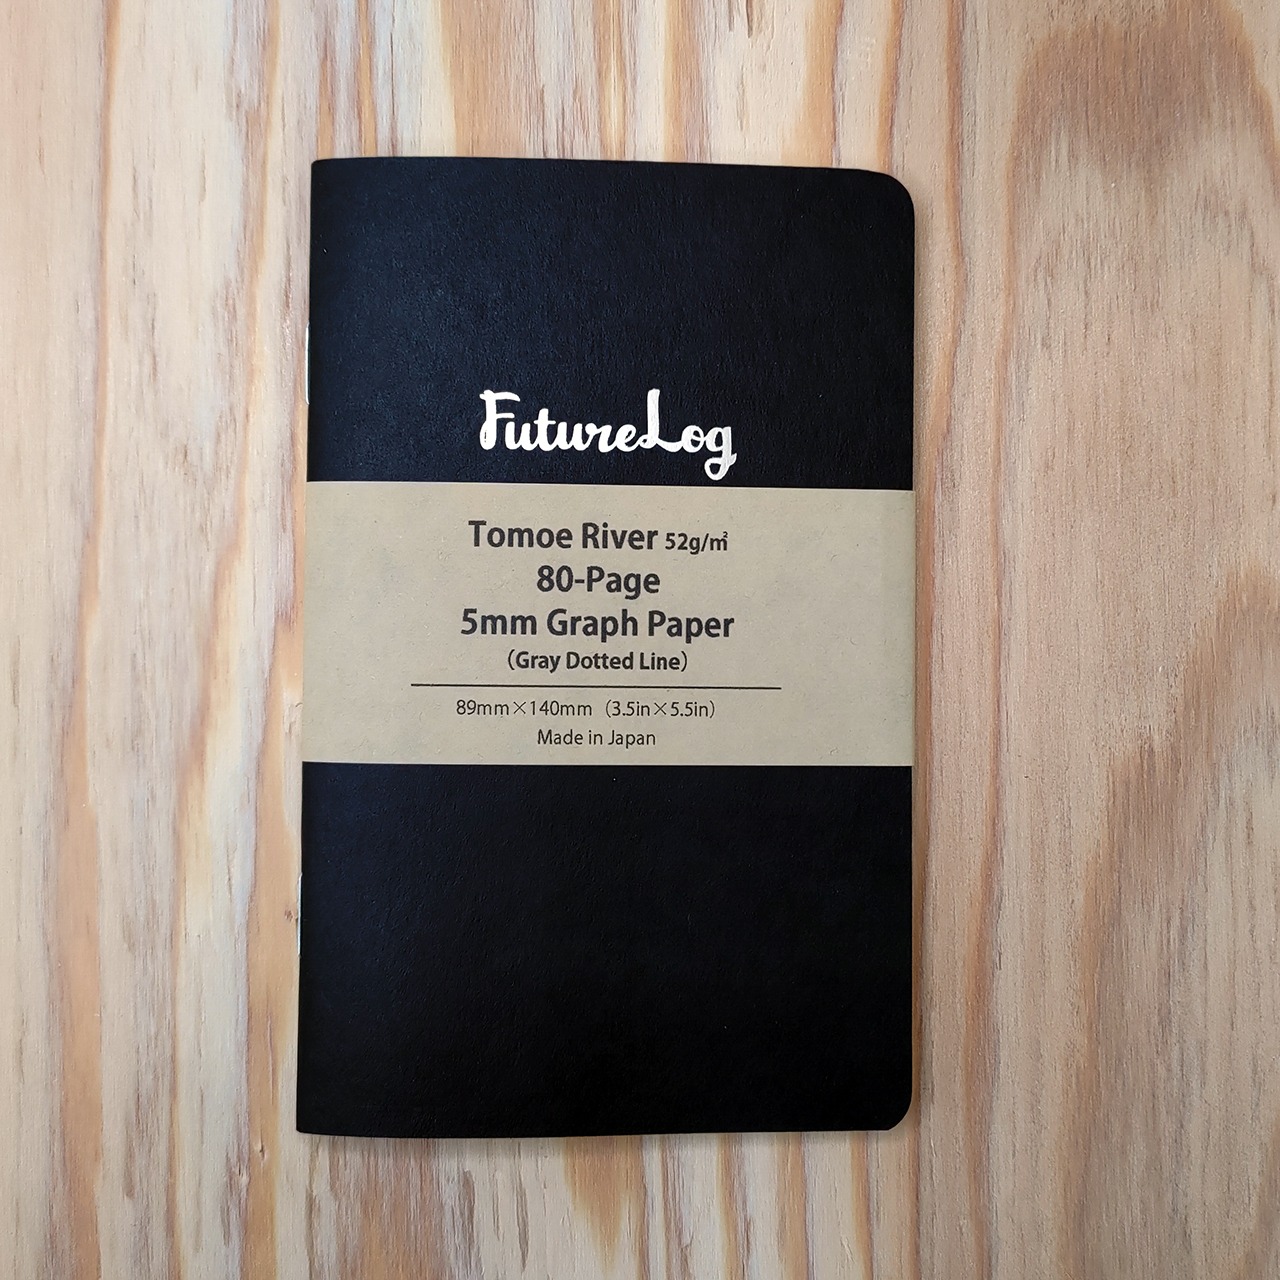 FutureLog
Tomoe River 52g/㎡
80-Page
5mm Graph Paper
（Gray Dotted Line）
89mm×140mm（3.5in×5.5in）
Made in Japan